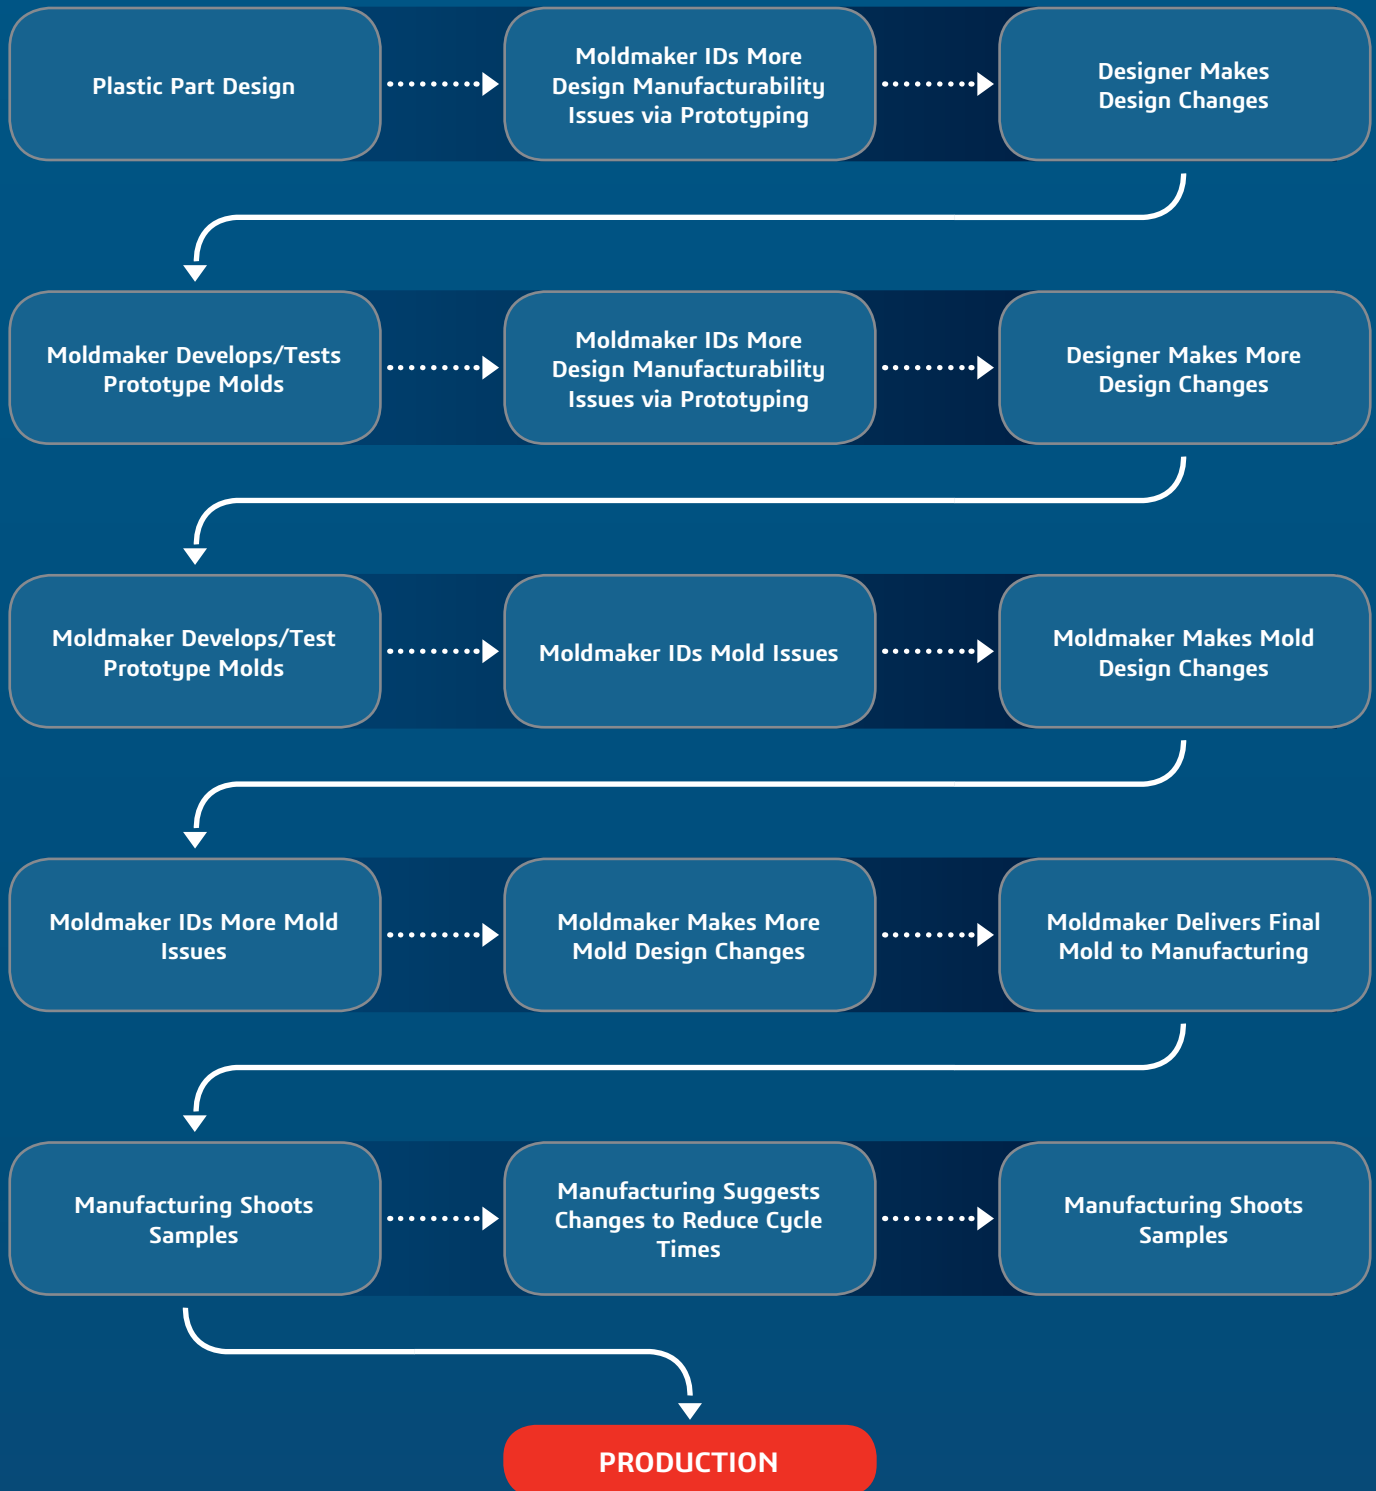 Plastic Part Design
Moldmaker IDs More
Design Manufacturability
Issues via Prototyping
Designer Makes
Design Changes
Moldmaker Develops/Tests
Prototype Molds
Moldmaker IDs More
Design Manufacturability
Issues via Prototyping
Designer Makes More
Design Changes
Moldmaker Develops/Test
Prototype Molds
Moldmaker IDs Mold Issues
Moldmaker Makes Mold
Design Changes
Moldmaker IDs More Mold
Issues
Moldmaker Makes More
Mold Design Changes
Moldmaker Delivers Final
Mold to Manufacturing
Manufacturing Shoots
Samples
Manufacturing Suggests
Changes to Reduce Cycle
Times
Manufacturing Shoots
Samples
PRODUCTION